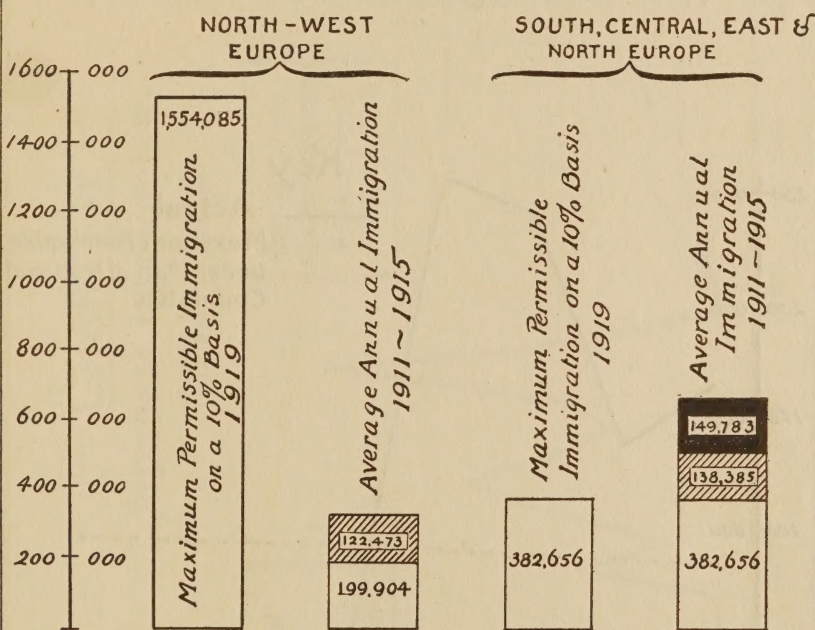 NORTH-WEST
EUROPE
SOUTH, CENTRAL, EAST &
NORTH EUROPE
1600 000
1400 000
1200 000
1000 000
800 000
600 000
400 000
200 000
1,554,085
Maximum Permissible Immigration
on a 10% Basis
1919
Average Annual Immigration
1911~1915
122,473
199,904
Maximum Permissible
Immigration on a 10% Basis
1919
382,656
Average Annual
Immigration
1911~1915
149,783
138,385
382,656